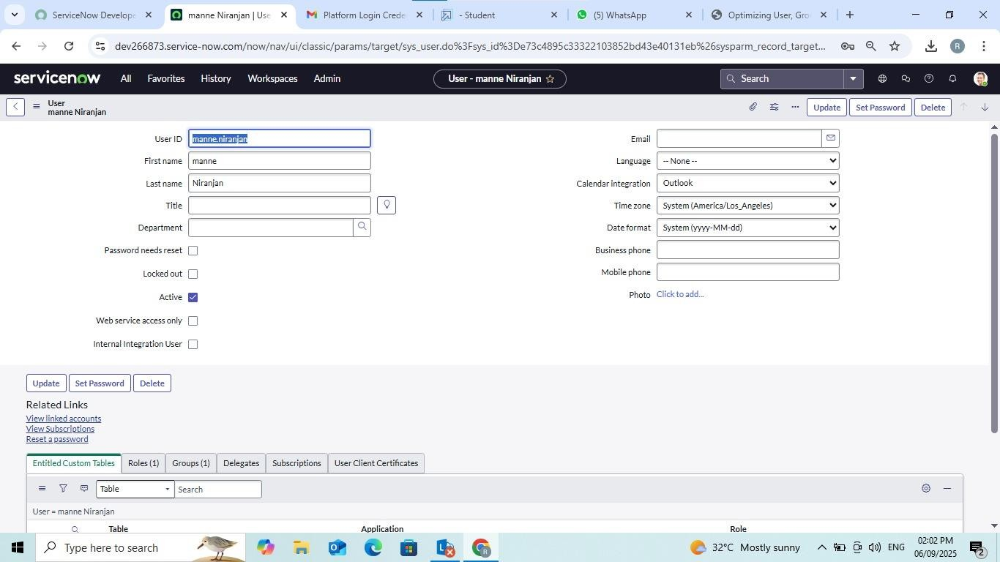 ServiceNow Develope
manne Niranjan | Use
Platform Login Crede
- Student
(5) WhatsApp
Optimizing User, Gro
dev266873.service-now.com/now/nav/ui/classic/params/target/sys_user.do%3Fsys_id%3De73c4895c33322103852bd43e40131eb%26sysparm_record_target...
R
servicenow All Favorites History Workspaces Admin User - manne Niranjan Search
User
manne Niranjan
Update Set Password Delete
User ID manne.niranjan Email
First name manne Language -- None --
Last name Niranjan Calendar integration Outlook
Title Time zone System (America/Los_Angeles)
Department Date format System (yyyy-MM-dd)
Password needs reset Business phone
Locked out Mobile phone
Active Photo Click to add...
Web service access only
Internal Integration User
Update Set Password Delete
Related Links
View linked accounts
View Subscriptions
Reset a password
Entitled Custom Tables Roles (1) Groups (1) Delegates Subscriptions User Client Certificates
Table Search
User = manne Niranjan
Table Application Role
Type here to search 32°C Mostly sunny ENG 02:02 PM
06/09/2025 2